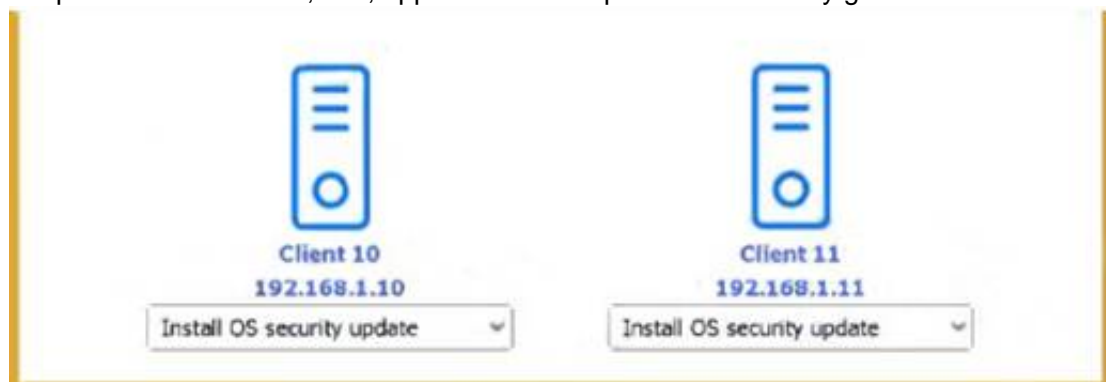 Client 10
192.168.1.10
Install OS security update
Client 11
192.168.1.11
Install OS security update